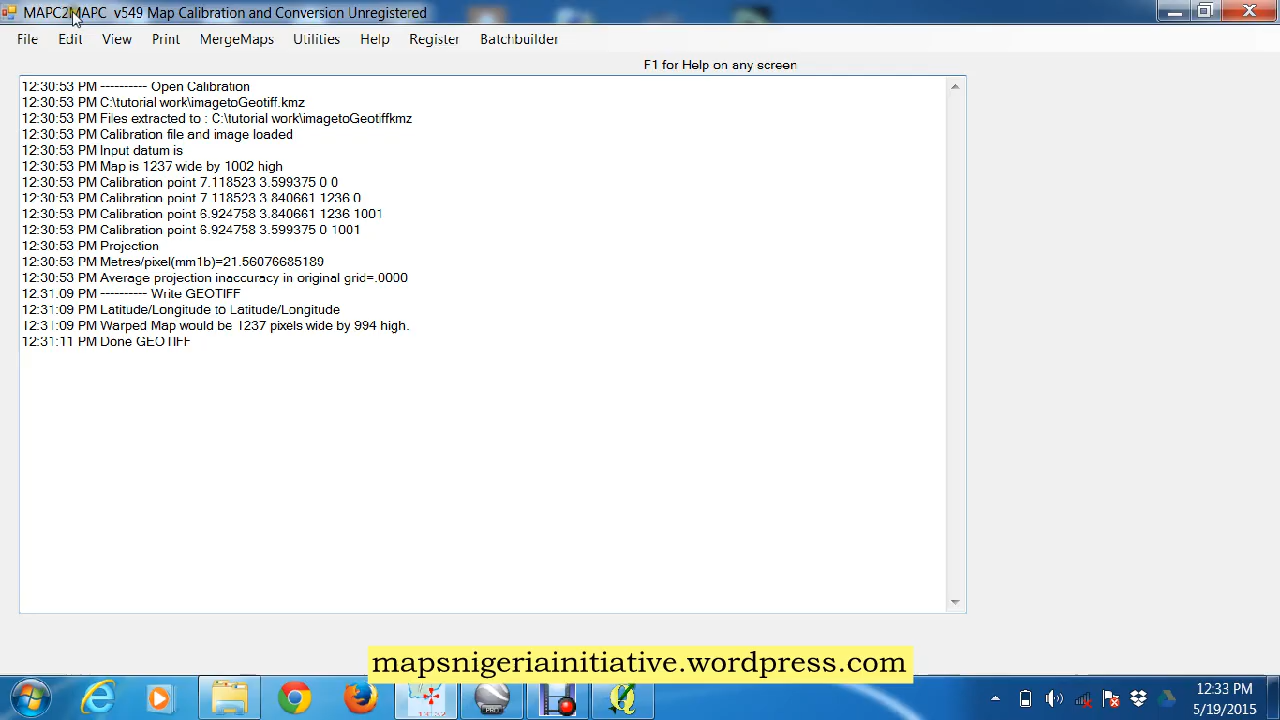 MAPC2MAPC v549 Map Calibration and Conversion Unregistered
File Edit View Print MergeMaps Utilities Help Register Batchbuilder
F1 for Help on any screen
12:30:53 PM ---------- Open Calibration
12:30:53 PM C:\tutorial work\imagetoGeotiff.kmz
12:30:53 PM Files extracted to : C:\tutorial work\imagetoGeotiffkmz
12:30:53 PM Calibration file and image loaded
12:30:53 PM Input datum is
12:30:53 PM Map is 1237 wide by 1002 high
12:30:53 PM Calibration point 7.118523 3.599375 0 0
12:30:53 PM Calibration point 7.118523 3.840661 1236 0
12:30:53 PM Calibration point 6.924758 3.840661 1236 1001
12:30:53 PM Calibration point 6.924758 3.599375 0 1001
12:30:53 PM Projection
12:30:53 PM Metres/pixel(mm1b)=21.56076685189
12:30:53 PM Average projection inaccuracy in original grid=.0000
12:31:09 PM ---------- Write GEOTIFF
12:31:09 PM Latitude/Longitude to Latitude/Longitude
12:31:09 PM Warped Map would be 1237 pixels wide by 994 high.
12:31:11 PM Done GEOTIFF
mapsnigeriainitiative.wordpress.com
PRO
12:33 PM
5/19/2015